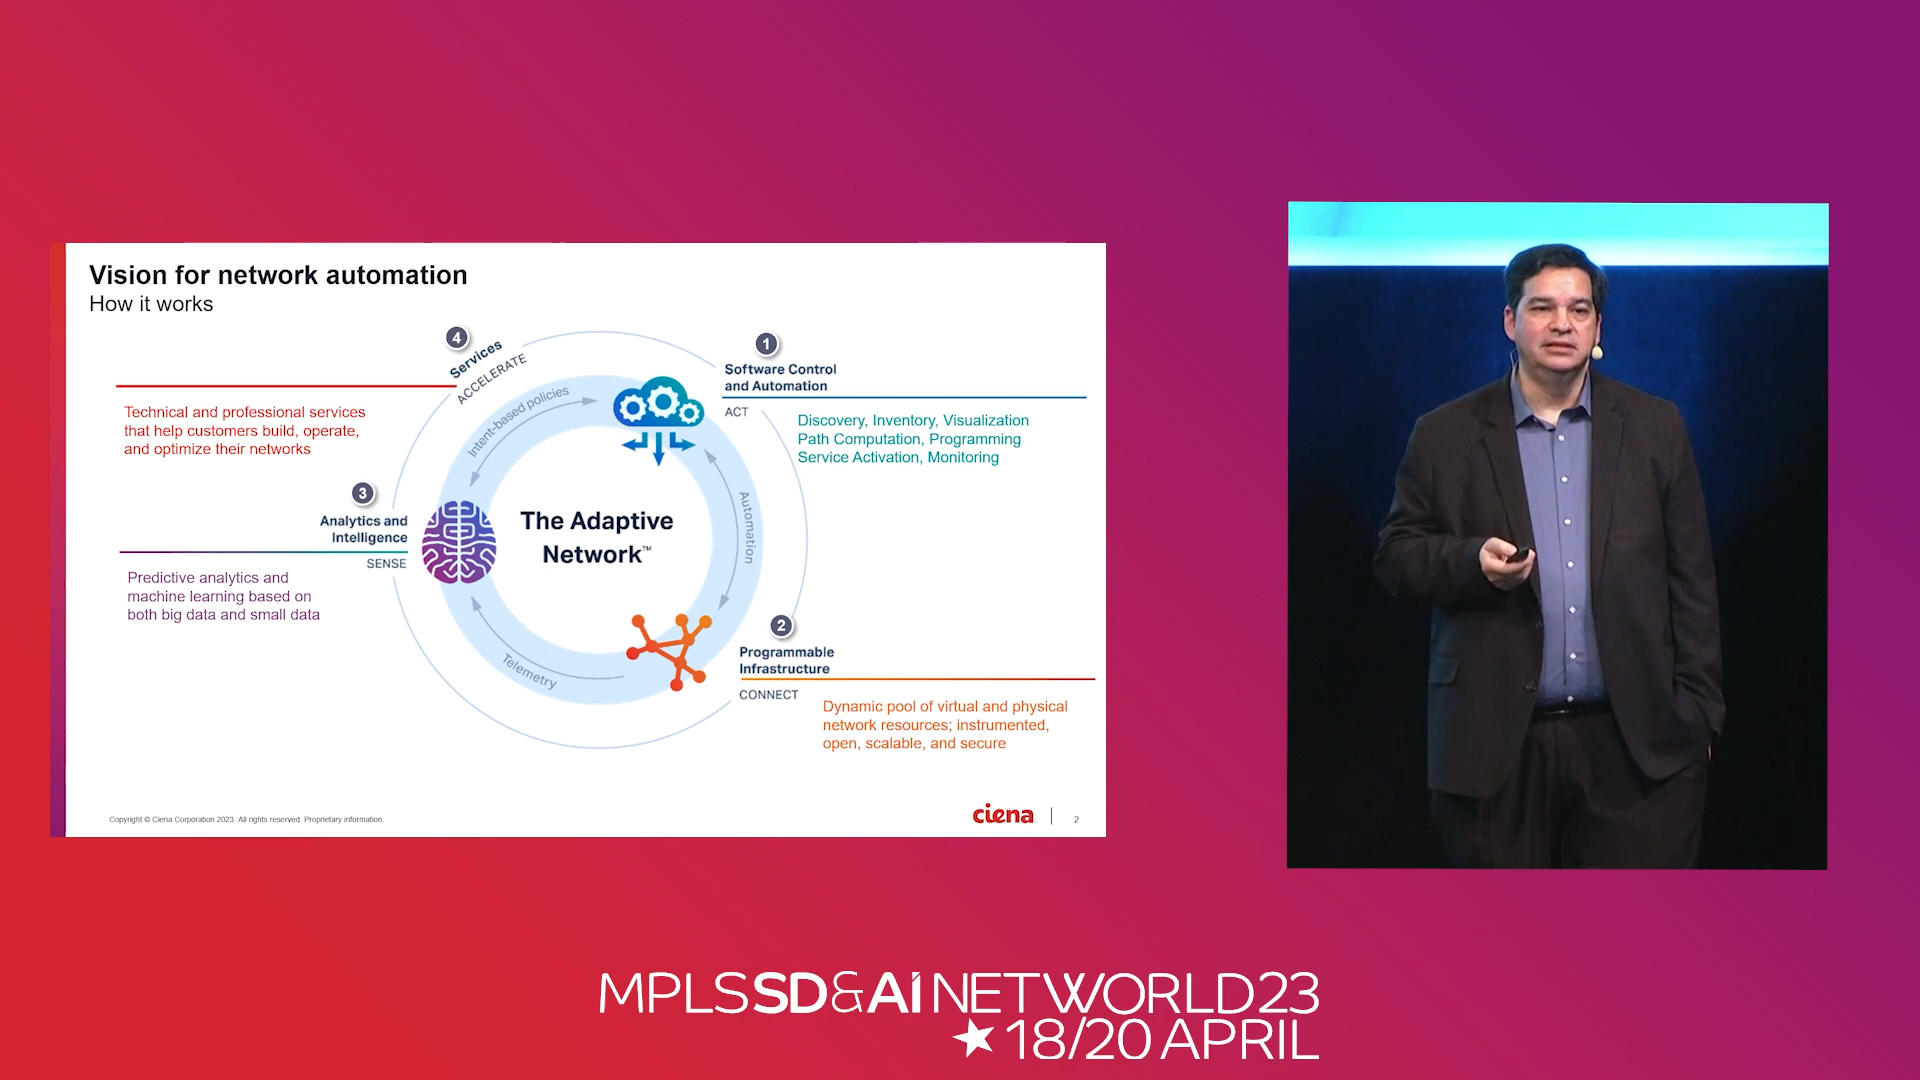 Vision for network automation
How it works
4
Services
ACCELERATE
Technical and professional services
that help customers build, operate,
and optimize their networks
1
Software Control
and Automation
ACT
Discovery, Inventory, Visualization
Path Computation, Programming
Service Activation, Monitoring
Intent-based policies
3
Analytics and
Intelligence
SENSE
Predictive analytics and
machine learning based on
both big data and small data
The Adaptive
Network™
Automation
Telemetry
2
Programmable
Infrastructure
CONNECT
Dynamic pool of virtual and physical
network resources; instrumented,
open, scalable, and secure
Copyright © Ciena Corporation 2023. All rights reserved. Proprietary information.
ciena
2
MPLSSD&AINETWORLD23
18/20 APRIL